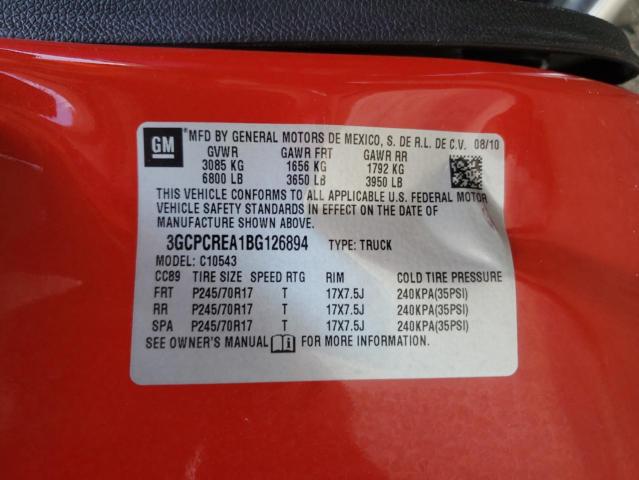 GM
MFD BY GENERAL MOTORS DE MEXICO, S. DE R.L. DE C.V. 08/10
GVWR GAWR FRT GAWR RR
3085 KG 1656 KG 1792 KG
6800 LB 3650 LB 3950 LB
THIS VEHICLE CONFORMS TO ALL APPLICABLE U.S. FEDERAL MOTOR
VEHICLE SAFETY STANDARDS IN EFFECT ON THE DATE OF
MANUFACTURE SHOWN ABOVE.
3GCPCREA1BG126894 TYPE: TRUCK
MODEL: C10543
CC89 TIRE SIZE SPEED RTG RIM COLD TIRE PRESSURE
FRT P245/70R17 T 17X7.5J 240KPA(35PSI)
RR P245/70R17 T 17X7.5J 240KPA(35PSI)
SPA P245/70R17 T 17X7.5J 240KPA(35PSI)
SEE OWNER'S MANUAL FOR MORE INFORMATION.